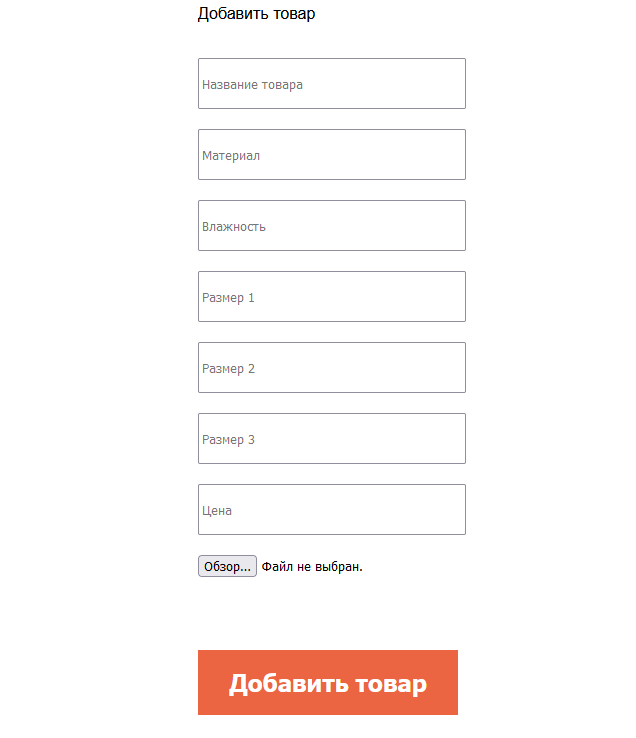 Добавить товар
Название товара
Материал
Влажность
Размер 1
Размер 2
Размер 3
Цена
Обзор... Файл не выбран.
Добавить товар